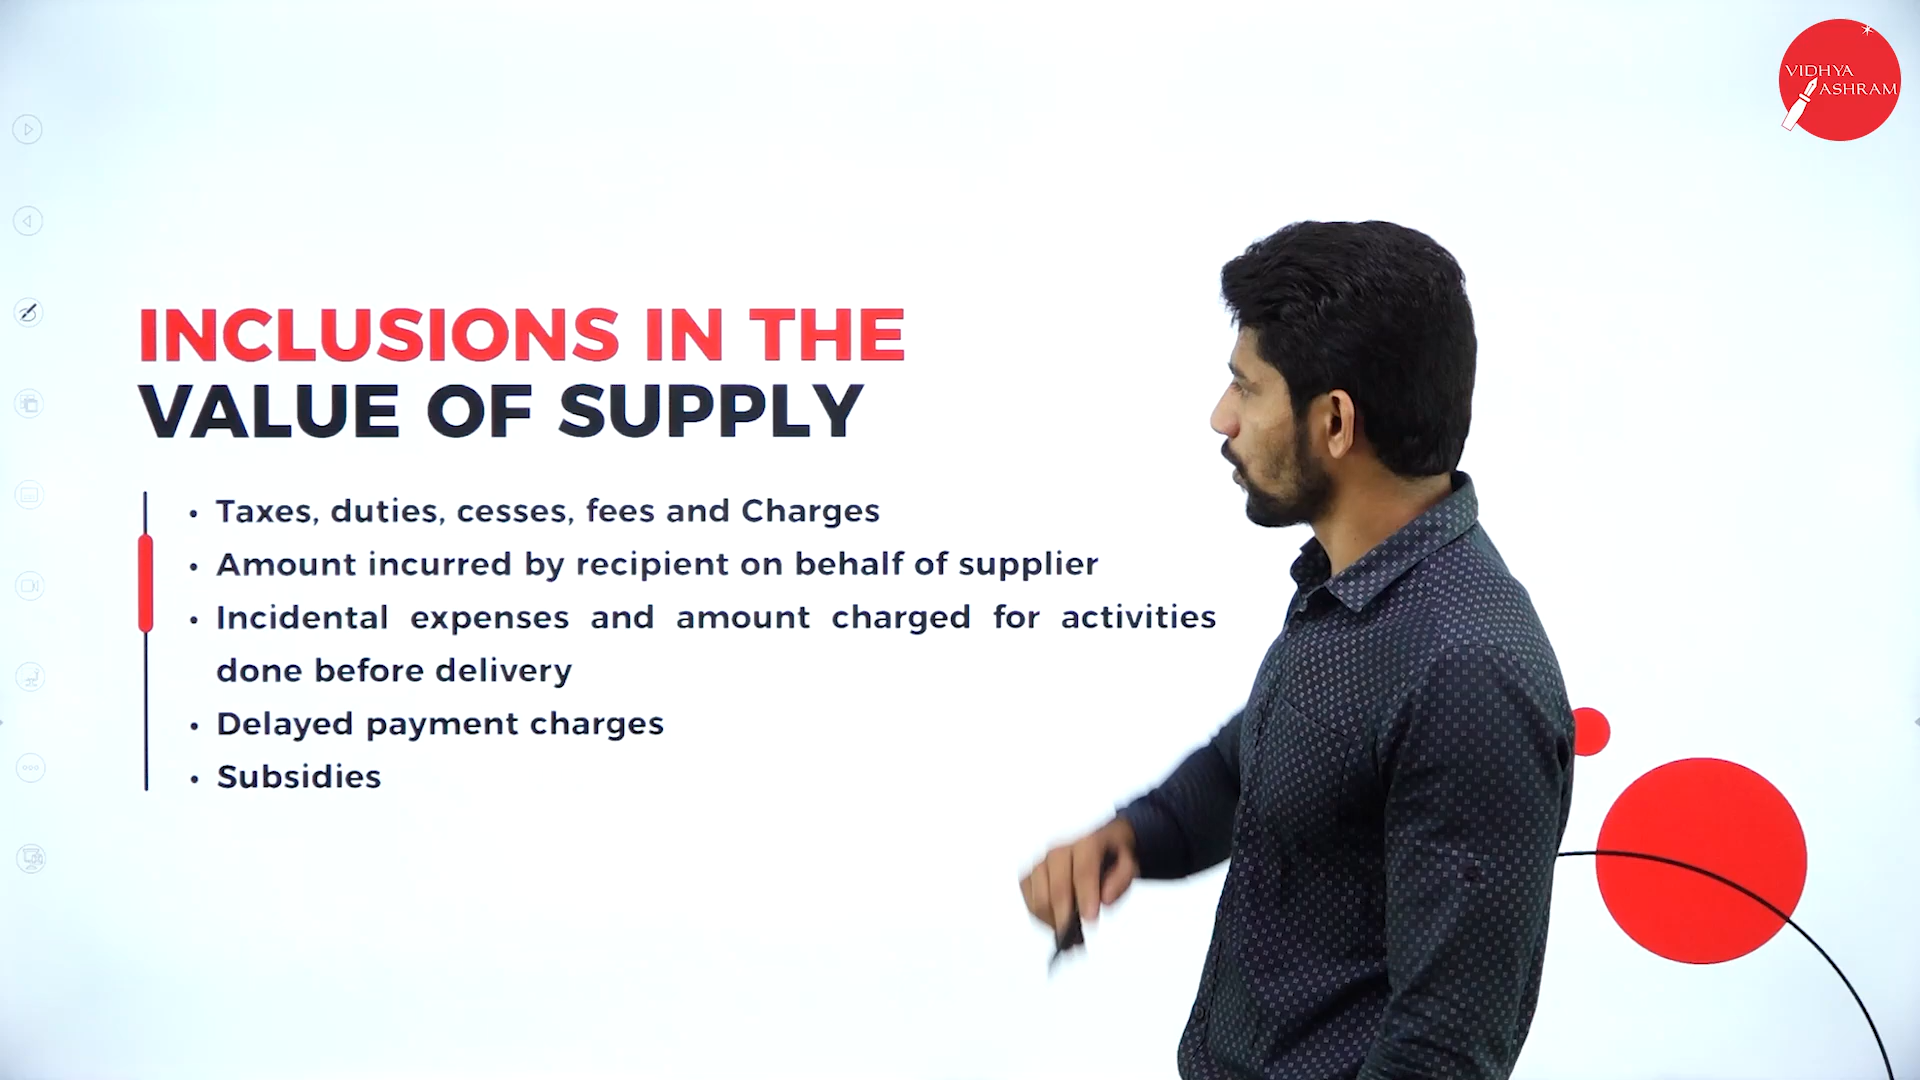 VIDHYA
ASHRAM
INCLUSIONS IN THE
VALUE OF SUPPLY
• Taxes, duties, cesses, fees and Charges
• Amount incurred by recipient on behalf of supplier
• Incidental expenses and amount charged for activities
done before delivery
• Delayed payment charges
• Subsidies